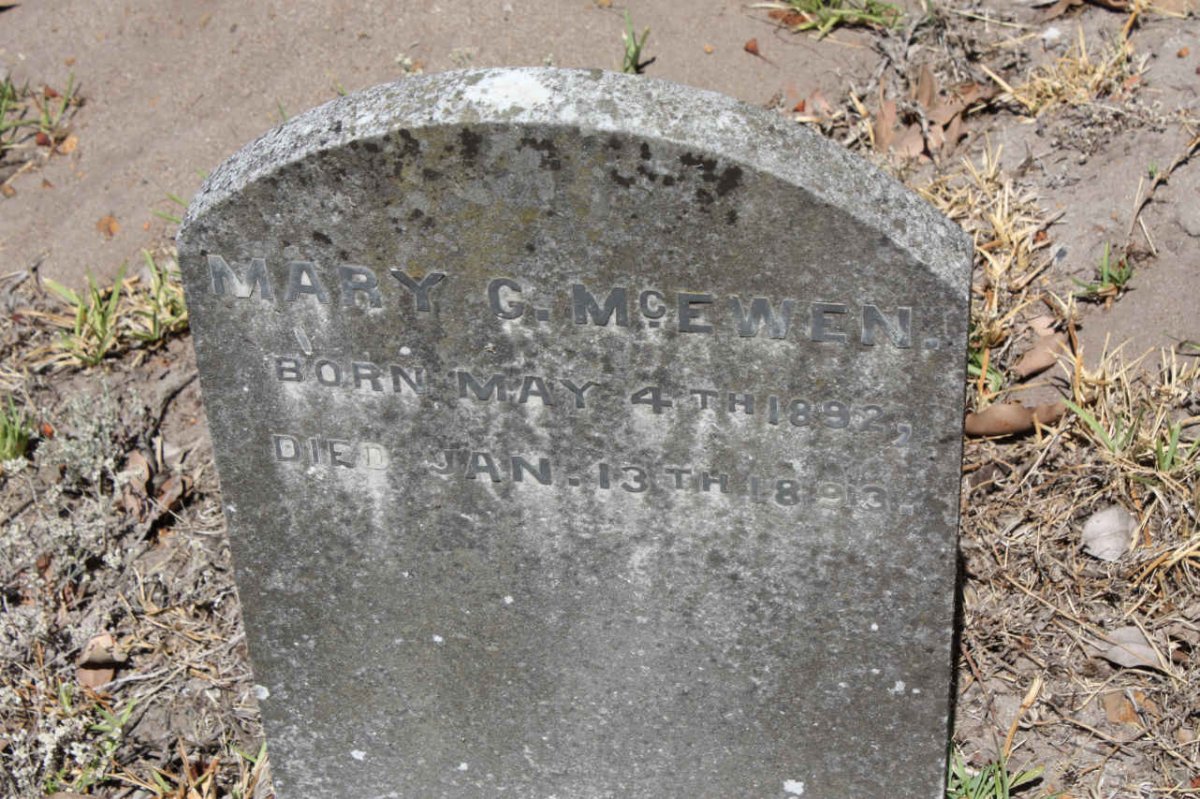 MARY G. McEWEN.
BORN MAY 4TH 1892,
DIED JAN. 13TH 1893.